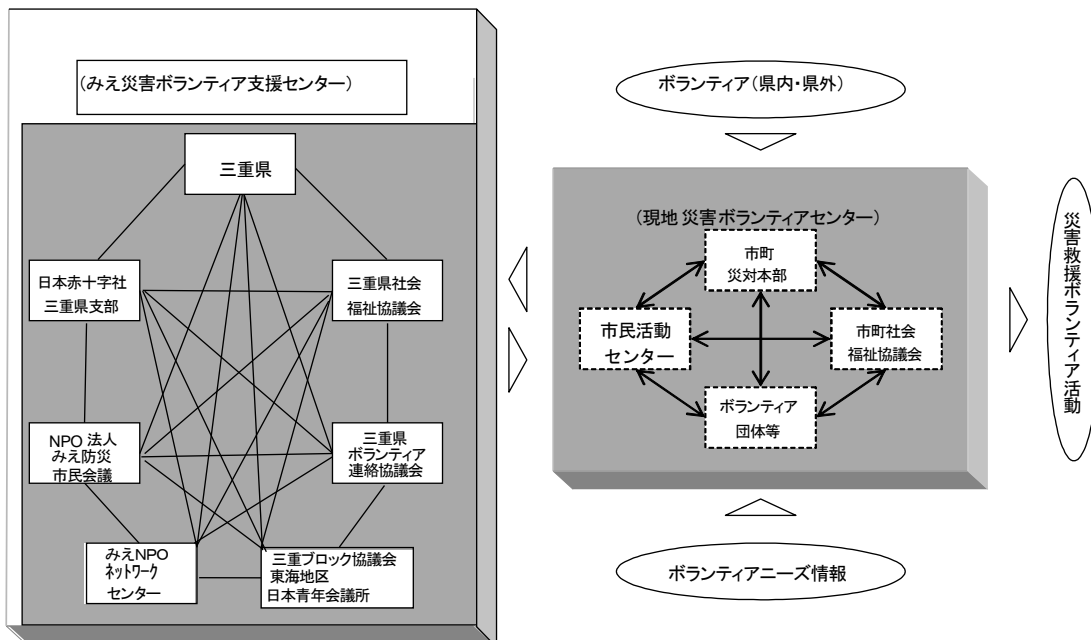 (みえ災害ボランティア支援センター)
三重県
日本赤十字社
三重県支部
三重県社会
福祉協議会
NPO 法人
みえ防災
市民会議
三重県
ボランティア
連絡協議会
みえNPO
ネットワーク
センター
三重ブロック協議会
東海地区
日本青年会議所
ボランティア(県内・県外)
(現地 災害ボランティアセンター)
市町
災対本部
市民活動
センター
市町社会
福祉協議会
ボランティア
団体等
ボランティアニーズ情報
災害救援ボランティア活動